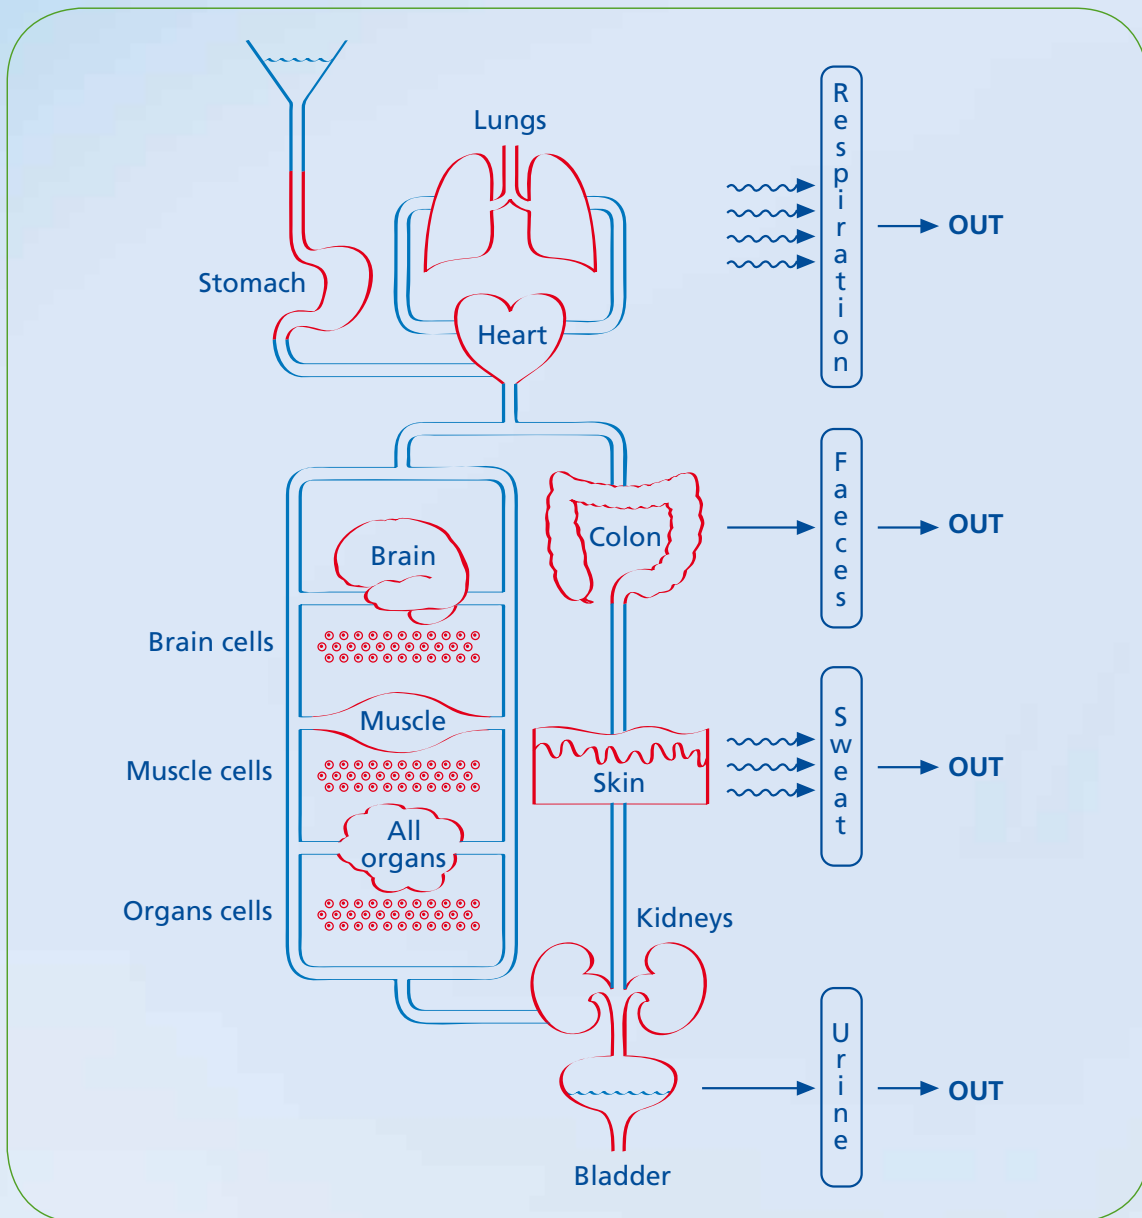 Lungs
Respiration
OUT
Stomach
Heart
Faeces
OUT
Colon
Brain
Brain cells
Muscle
Muscle cells
Sweat
OUT
Skin
All
organs
Organs cells
Kidneys
Urine
OUT
Bladder